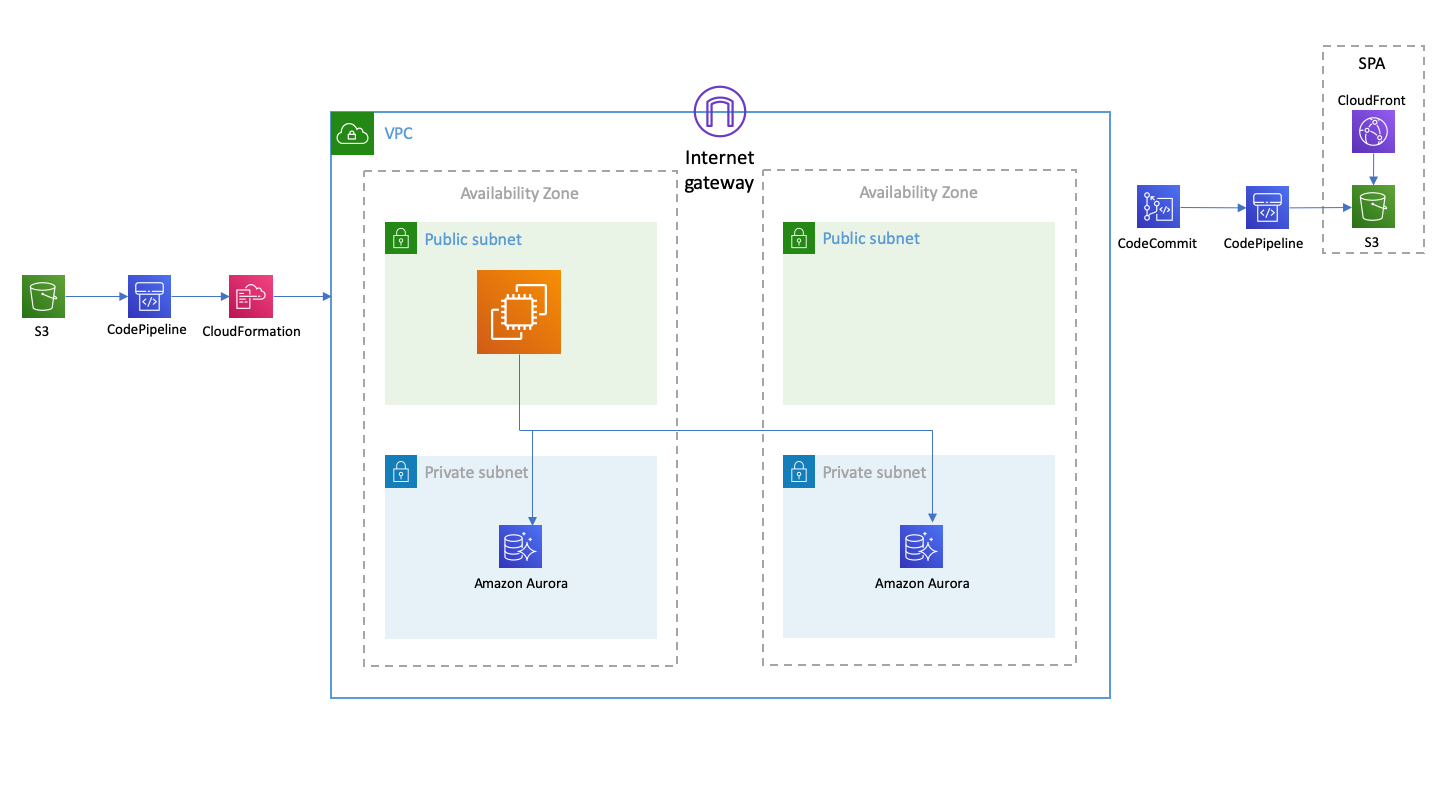 SPA
CloudFront
VPC
Internet
gateway
Availability Zone
Availability Zone
Public subnet
Public subnet
CodeCommit
CodePipeline
S3
S3
CodePipeline
CloudFormation
Private subnet
Private subnet
Amazon Aurora
Amazon Aurora